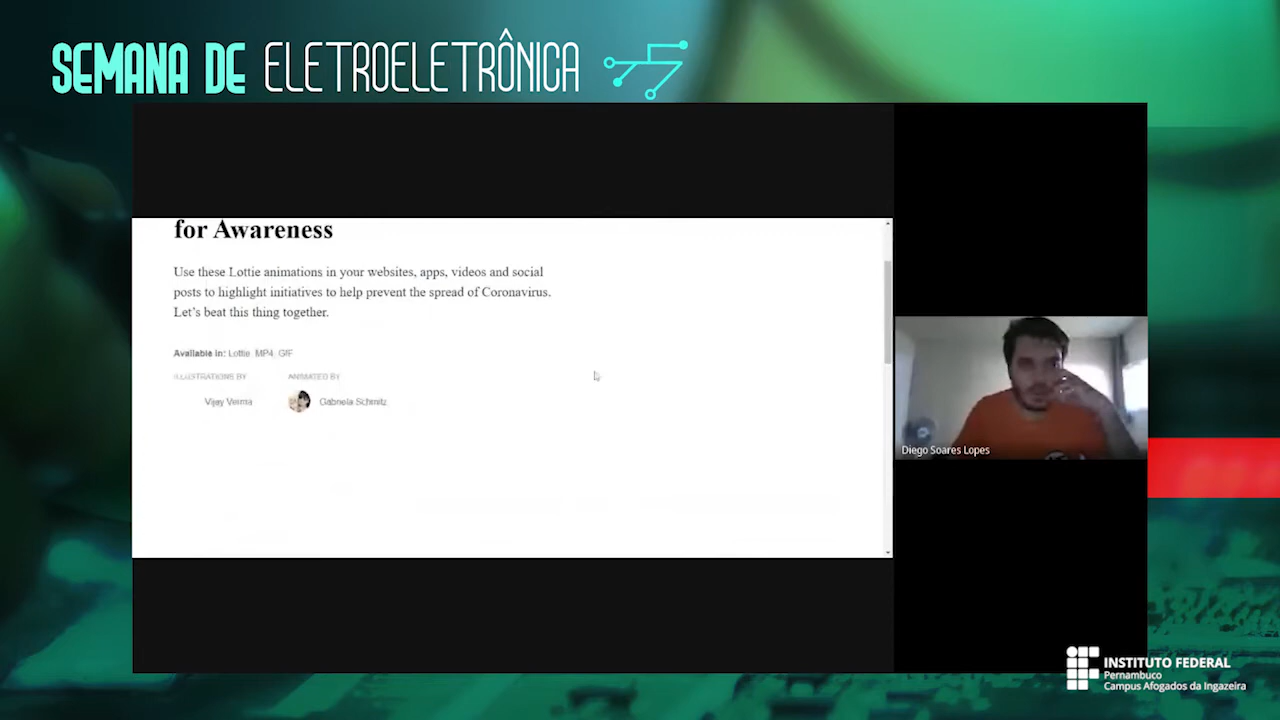 SEMANA DE ELETROELETRÔNICA
for Awareness
Use these Lottie animations in your websites, apps, videos and social
posts to highlight initiatives to help prevent the spread of Coronavirus.
Let's beat this thing together.
Available in: Lottie MP4 GIF
ILLUSTRATIONS BY ANIMATED BY
Vijay Verma Gabriela Schmitz
Diego Soares Lopes
INSTITUTO FEDERAL
Pernambuco
Campus Afogados da Ingazeira